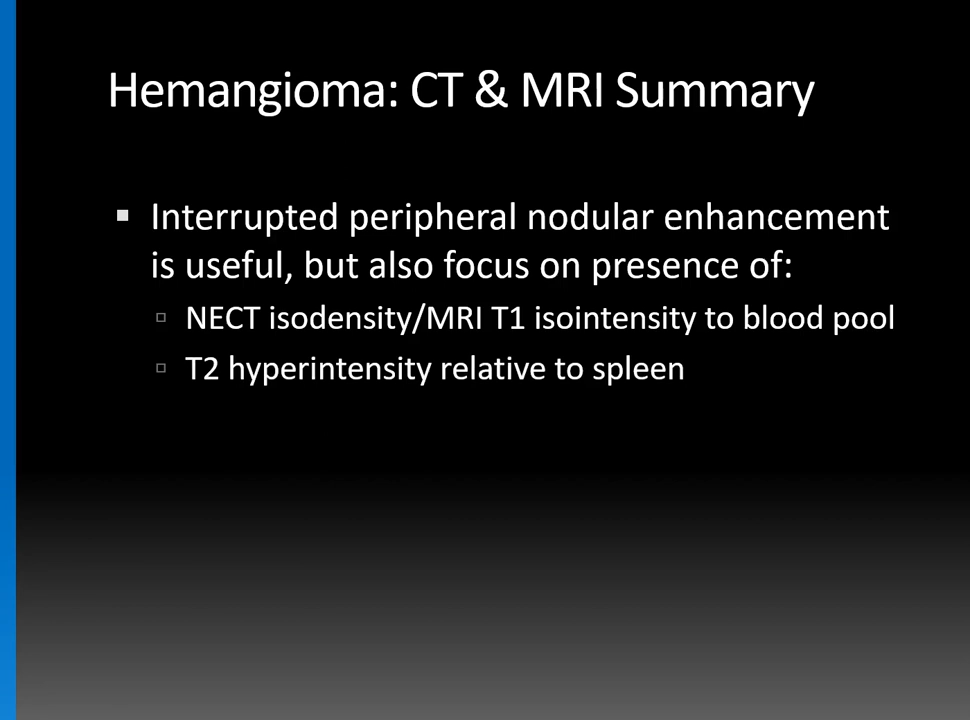 Hemangioma: CT & MRI Summary
▪ Interrupted peripheral nodular enhancement
is useful, but also focus on presence of:
▫ NECT isodensity/MRI T1 isointensity to blood pool
▫ T2 hyperintensity relative to spleen